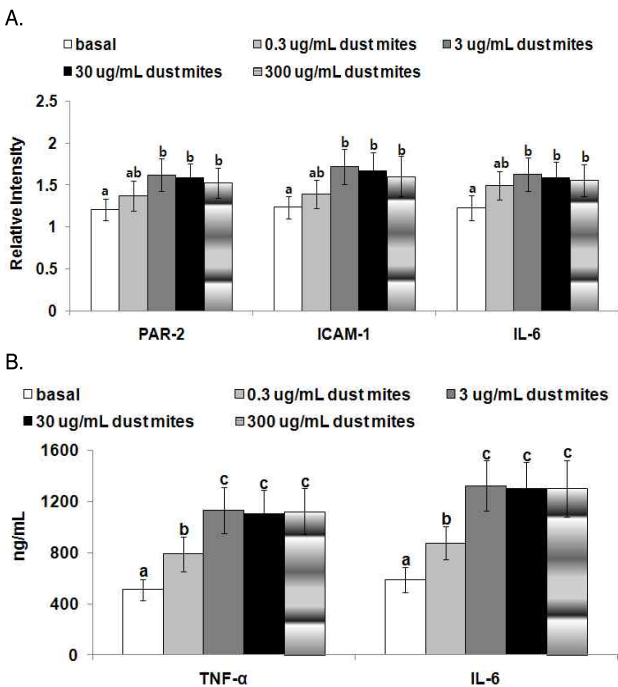 A.
basal 0.3 ug/mL dust mites 3 ug/mL dust mites
30 ug/mL dust mites 300 ug/mL dust mites
2.5
2
1.5
1
0.5
0
Relative Intensity
a ab b b b
a ab b b b
a ab b b b
PAR-2 ICAM-1 IL-6
B.
basal 0.3 ug/mL dust mites 3 ug/mL dust mites
30 ug/mL dust mites 300 ug/mL dust mites
1600
1200
800
400
0
ng/mL
a b c c c
a b c c c
TNF-α IL-6